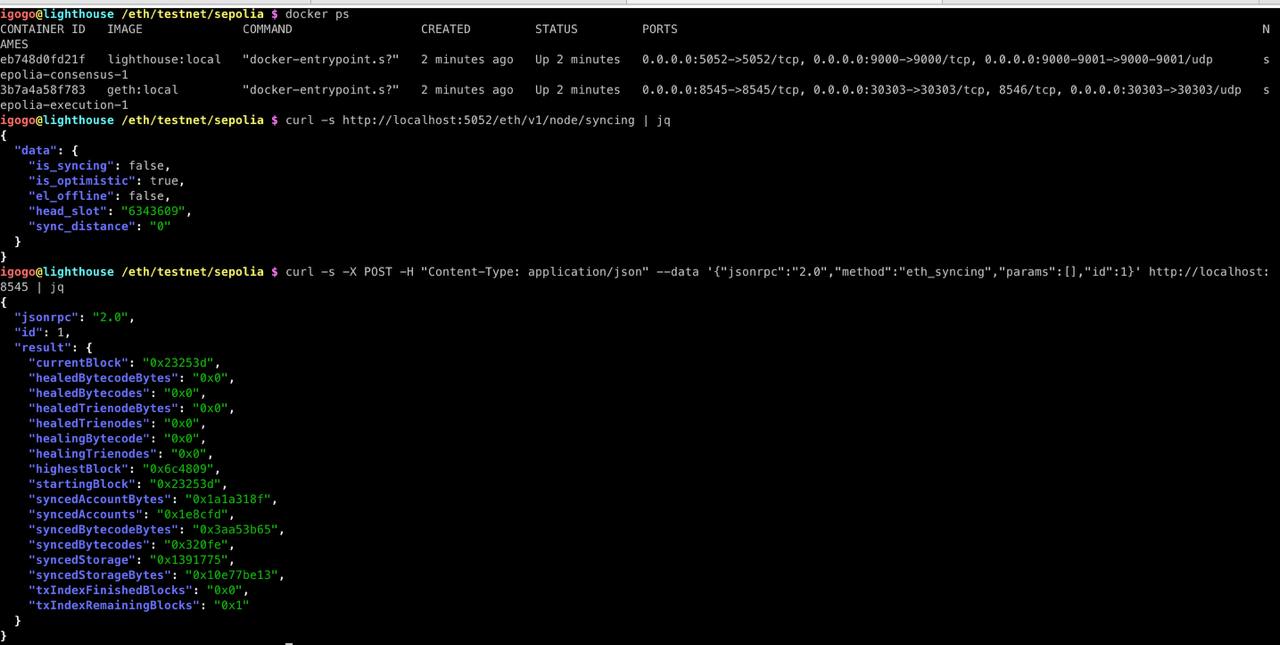 igogo@lighthouse /eth/testnet/sepolia $ docker ps
CONTAINER ID   IMAGE              COMMAND                  CREATED         STATUS         PORTS                                                                                  N
AMES
eb748d0fd21f   lighthouse:local   "docker-entrypoint.s?"   2 minutes ago   Up 2 minutes   0.0.0.0:5052->5052/tcp, 0.0.0.0:9000->9000/tcp, 0.0.0.0:9000-9001->9000-9001/udp       s
epolia-consensus-1
3b7a4a58f783   geth:local         "docker-entrypoint.s?"   2 minutes ago   Up 2 minutes   0.0.0.0:8545->8545/tcp, 0.0.0.0:30303->30303/tcp, 8546/tcp, 0.0.0.0:30303->30303/udp   s
epolia-execution-1
igogo@lighthouse /eth/testnet/sepolia $ curl -s http://localhost:5052/eth/v1/node/syncing | jq
{
  "data": {
    "is_syncing": false,
    "is_optimistic": true,
    "el_offline": false,
    "head_slot": "6343609",
    "sync_distance": "0"
  }
}
igogo@lighthouse /eth/testnet/sepolia $ curl -s -X POST -H "Content-Type: application/json" --data '{"jsonrpc":"2.0","method":"eth_syncing","params":[],"id":1}' http://localhost:
8545 | jq
{
  "jsonrpc": "2.0",
  "id": 1,
  "result": {
    "currentBlock": "0x23253d",
    "healedBytecodeBytes": "0x0",
    "healedBytecodes": "0x0",
    "healedTrienodeBytes": "0x0",
    "healedTrienodes": "0x0",
    "healingBytecode": "0x0",
    "healingTrienodes": "0x0",
    "highestBlock": "0x6c4809",
    "startingBlock": "0x23253d",
    "syncedAccountBytes": "0x1a1a318f",
    "syncedAccounts": "0x1e8cfd",
    "syncedBytecodeBytes": "0x3aa53b65",
    "syncedBytecodes": "0x320fe",
    "syncedStorage": "0x1391775",
    "syncedStorageBytes": "0x10e77be13",
    "txIndexFinishedBlocks": "0x0",
    "txIndexRemainingBlocks": "0x1"
  }
}